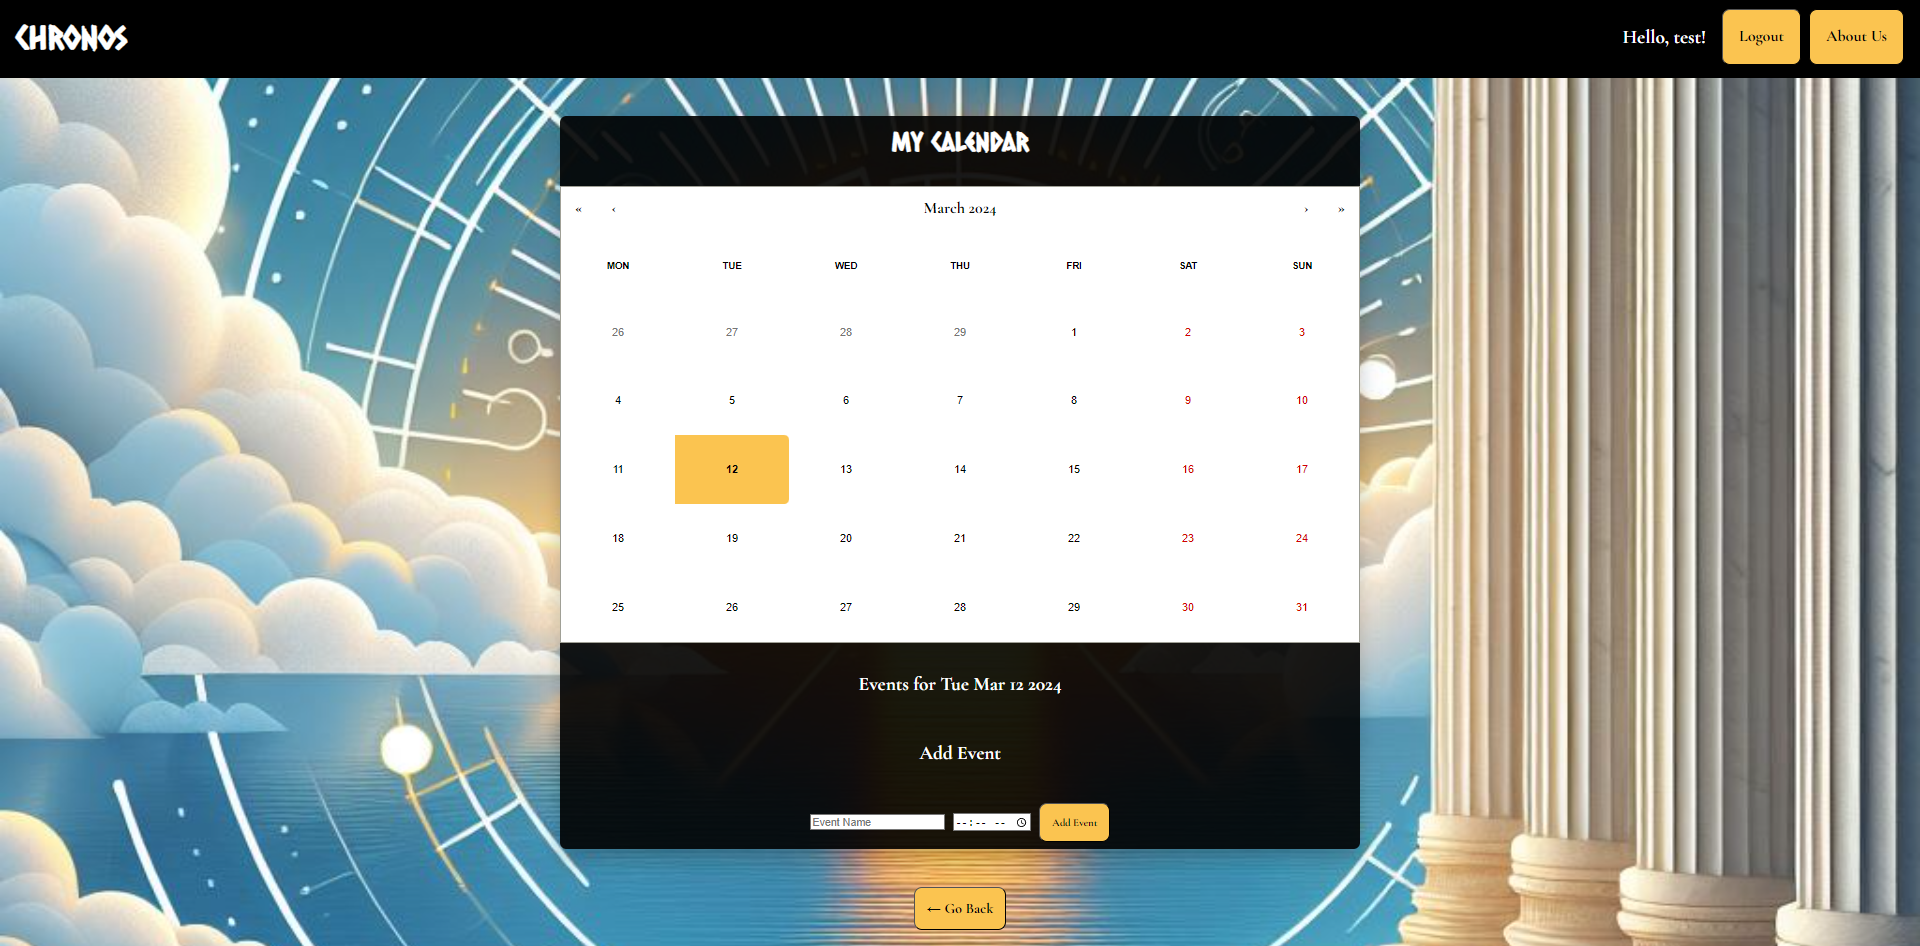 CHRONOS
Hello, test! Logout About Us
MY CALENDAR
« ‹ March 2024 › »
MON TUE WED THU FRI SAT SUN
26 27 28 29 1 2 3
4 5 6 7 8 9 10
11 12 13 14 15 16 17
18 19 20 21 22 23 24
25 26 27 28 29 30 31
Events for Tue Mar 12 2024
Add Event
Event Name --:-- -- Add Event
← Go Back